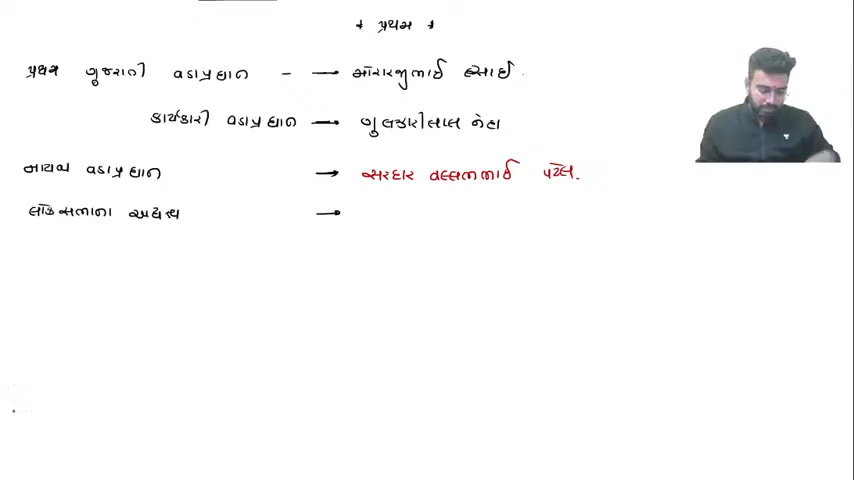 * પ્રથમ *
પ્રથમ ગુજરાતી વડાપ્રધાન - → મોરારજીભાઈ દેસાઈ
કાર્યકારી વડાપ્રધાન → ગુલઝારીલાલ નંદા
નાયબ વડાપ્રધાન → સરદાર વલ્લભભાઈ પટેલ.
લોકસભાના અધ્યક્ષ →